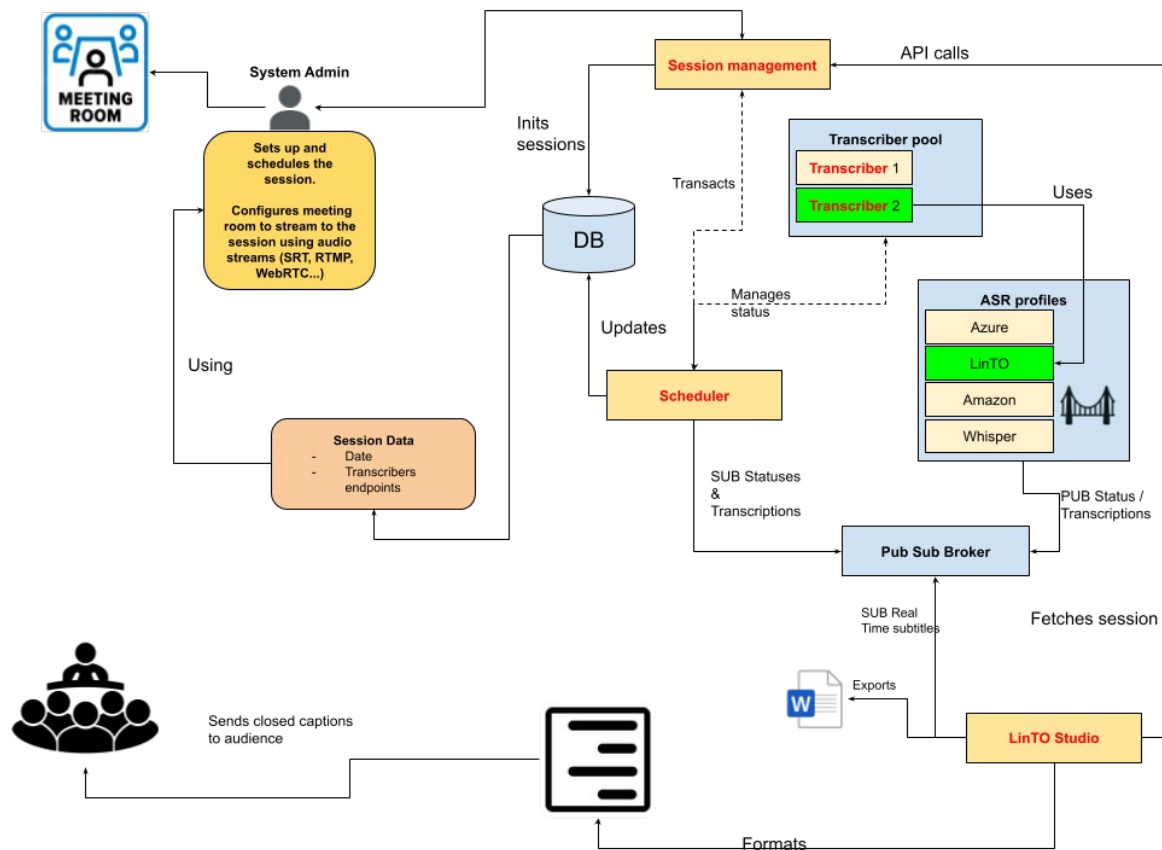 MEETING
ROOM
System Admin
Sets up and
schedules the
session.
Configures meeting
room to stream to the
session using audio
streams (SRT, RTMP,
WebRTC...)
Session management
API calls
Inits
sessions
Transacts
Transcriber pool
Transcriber 1
Transcriber 2
Uses
DB
Manages
status
ASR profiles
Azure
LinTO
Amazon
Whisper
Updates
Using
Scheduler
Session Data
- Date
- Transcribers
endpoints
SUB Statuses
&
Transcriptions
PUB Status /
Transcriptions
Pub Sub Broker
SUB Real
Time subtitles
Fetches session
Exports
W
LinTO Studio
Sends closed captions
to audience
Formats